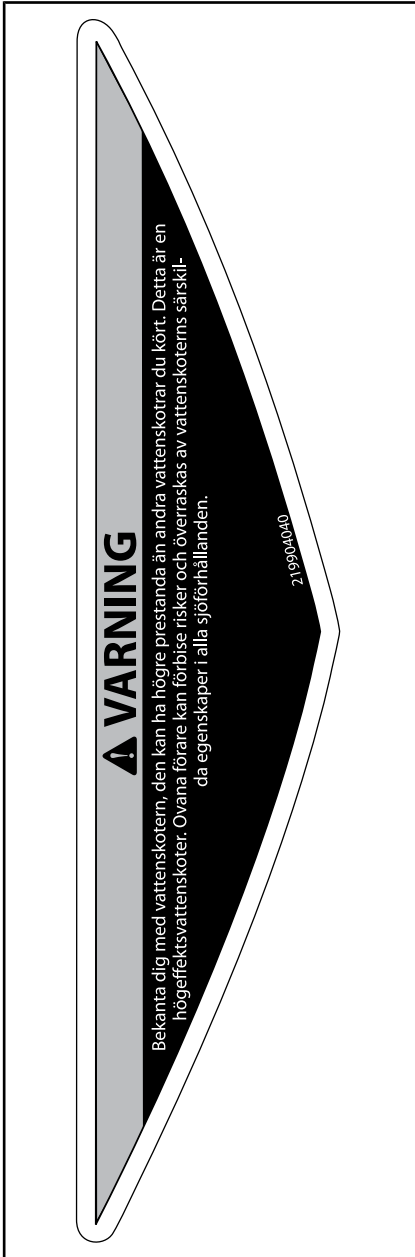 ⚠ VARNING
Bekanta dig med vattenskotern, den kan ha högre prestanda än andra vattenskotrar du kört. Detta är en
högeffektsvattenskoter. Ovana förare kan förbise risker och överraskas av vattenskoterns särskil-
da egenskaper i alla sjöförhållanden.
219904040